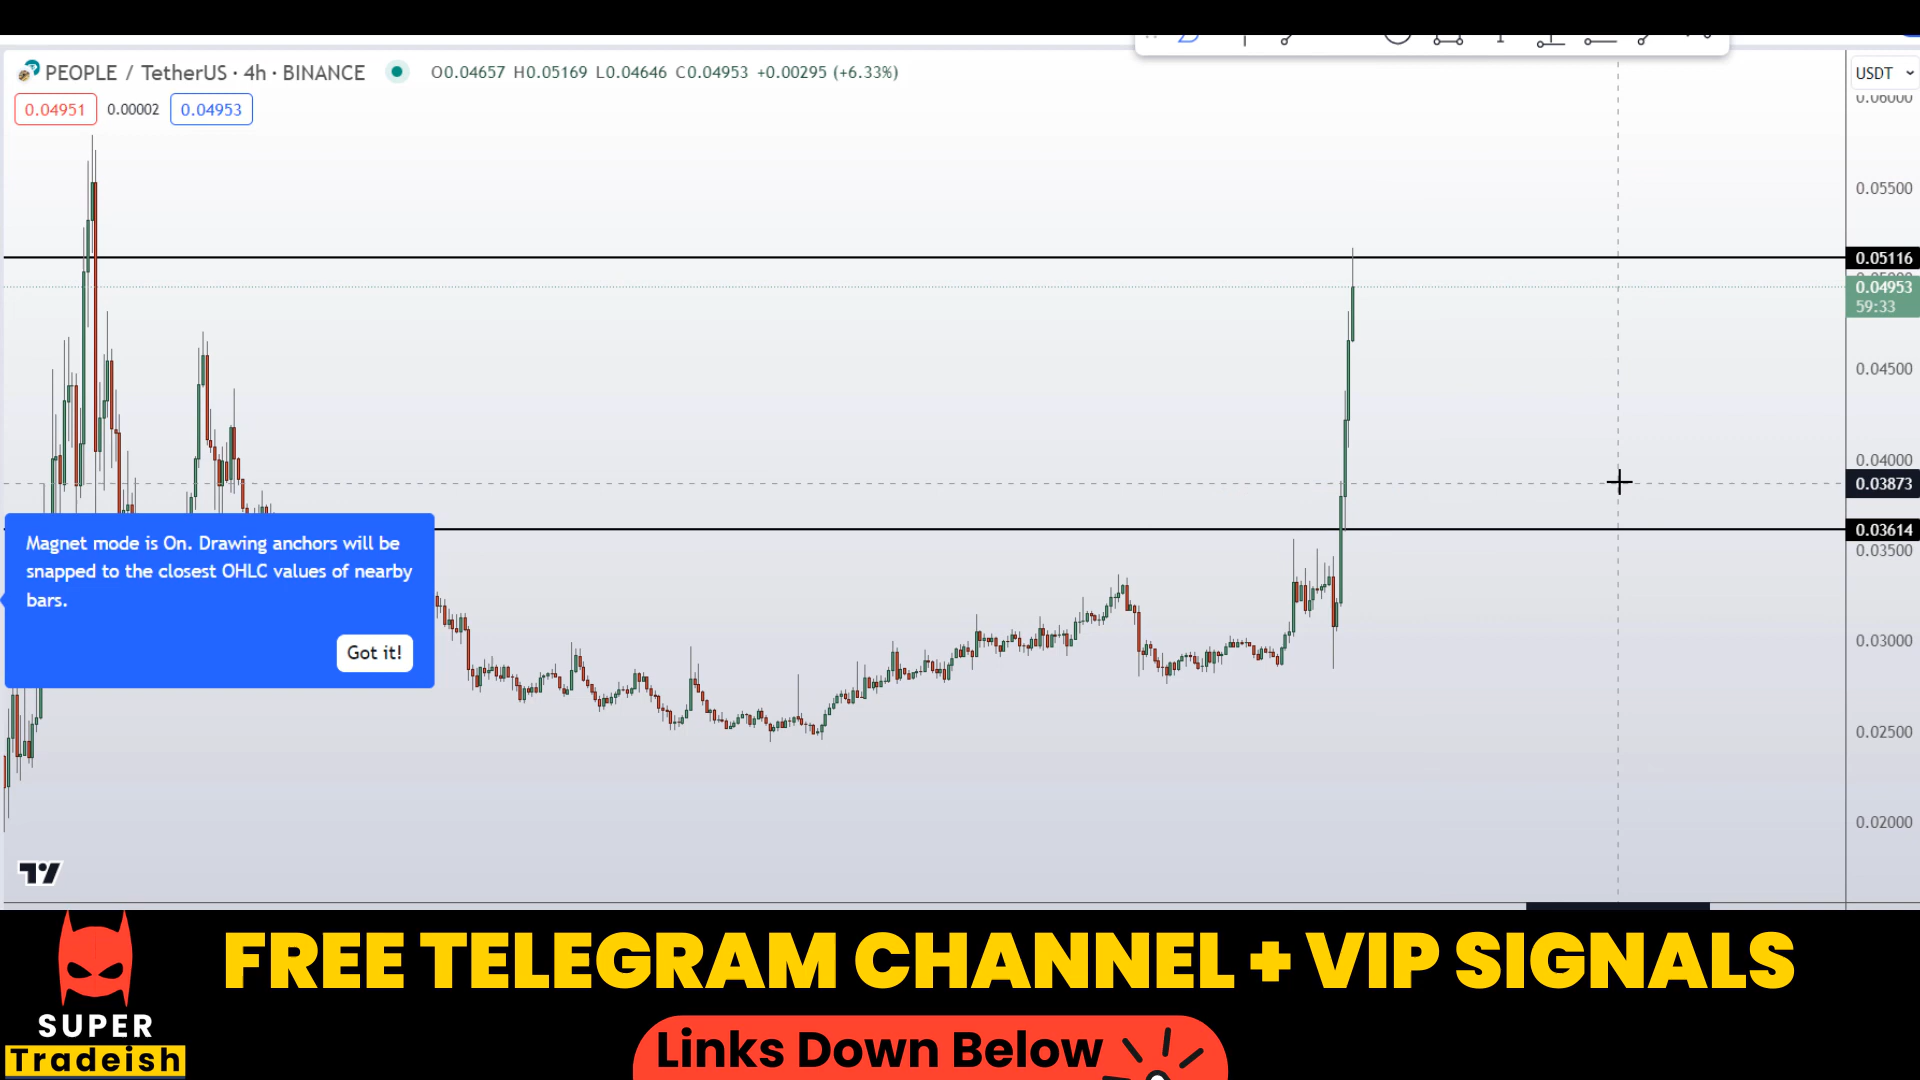 PEOPLE / TetherUS · 4h · BINANCE O0.04657 H0.05169 L0.04646 C0.04953 +0.00295 (+6.33%)
USDT
0.04951 0.00002 0.04953
0.06000
0.05500
0.05116
0.05000
0.04953
59:33
0.04500
0.04000
0.03873
0.03614
0.03500
Magnet mode is On. Drawing anchors will be
snapped to the closest OHLC values of nearby
bars.
Got it!
0.03000
0.02500
0.02000
FREE TELEGRAM CHANNEL + VIP SIGNALS
SUPER
Tradeish
Links Down Below